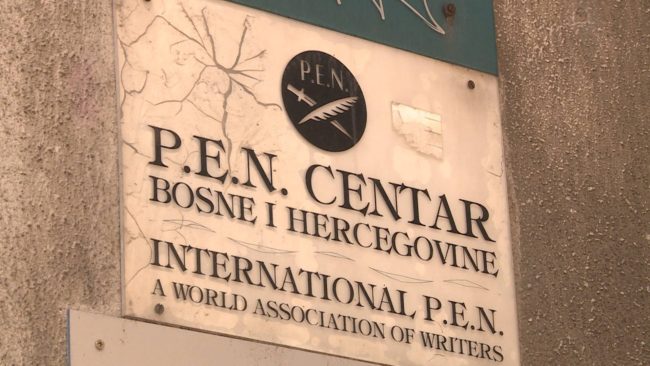 P.E.N.
P.E.N. CENTAR
BOSNE I HERCEGOVINE
INTERNATIONAL P.E.N.
A WORLD ASSOCIATION OF WRITERS